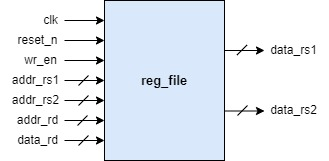 clk
reset_n
wr_en
addr_rs1
addr_rs2
addr_rd
data_rd
reg_file
data_rs1
data_rs2